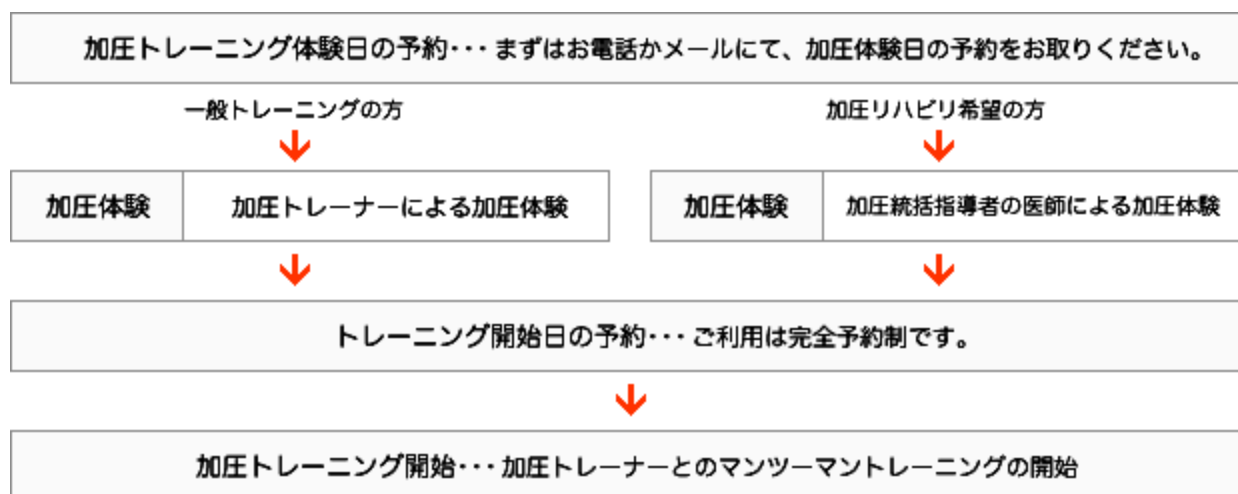 加圧トレーニング体験日の予約･･･まずはお電話かメールにて、加圧体験日の予約をお取りください。
一般トレーニングの方
加圧リハビリ希望の方
加圧体験 加圧トレーナーによる加圧体験
加圧体験 加圧統括指導者の医師による加圧体験
トレーニング開始日の予約･･･ご利用は完全予約制です。
加圧トレーニング開始･･･加圧トレーナーとのマンツーマントレーニングの開始